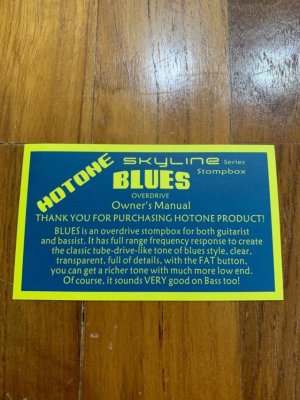 HOTONE SKYLINE Series
Stompbox
BLUES
OVERDRIVE
Owner's Manual
THANK YOU FOR PURCHASING HOTONE PRODUCT!
BLUES is an overdrive stompbox for both guitarist
and bassist. It has full range frequency response to create
the classic tube-drive-like tone of blues style, clear,
transparent, full of details, with the FAT button,
you can get a richer tone with much more low end.
Of course, it sounds VERY good on Bass too!